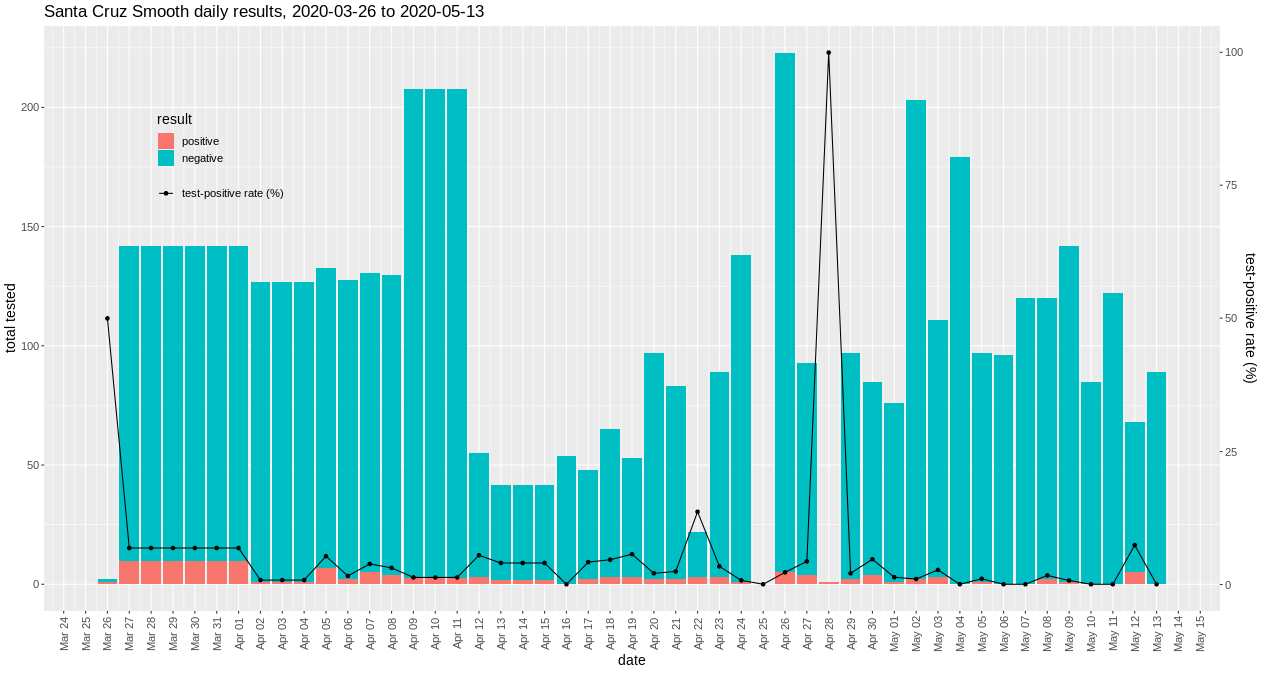 Santa Cruz Smooth daily results, 2020-03-26 to 2020-05-13
result
positive
negative
test-positive rate (%)
total tested
200
150
100
50
0
100
75
50
25
0
test-positive rate (%)
Mar 24
Mar 25
Mar 26
Mar 27
Mar 28
Mar 29
Mar 30
Mar 31
Apr 01
Apr 02
Apr 03
Apr 04
Apr 05
Apr 06
Apr 07
Apr 08
Apr 09
Apr 10
Apr 11
Apr 12
Apr 13
Apr 14
Apr 15
Apr 16
Apr 17
Apr 18
Apr 19
Apr 20
Apr 21
Apr 22
Apr 23
Apr 24
Apr 25
Apr 26
Apr 27
Apr 28
Apr 29
Apr 30
May 01
May 02
May 03
May 04
May 05
May 06
May 07
May 08
May 09
May 10
May 11
May 12
May 13
May 14
May 15
date